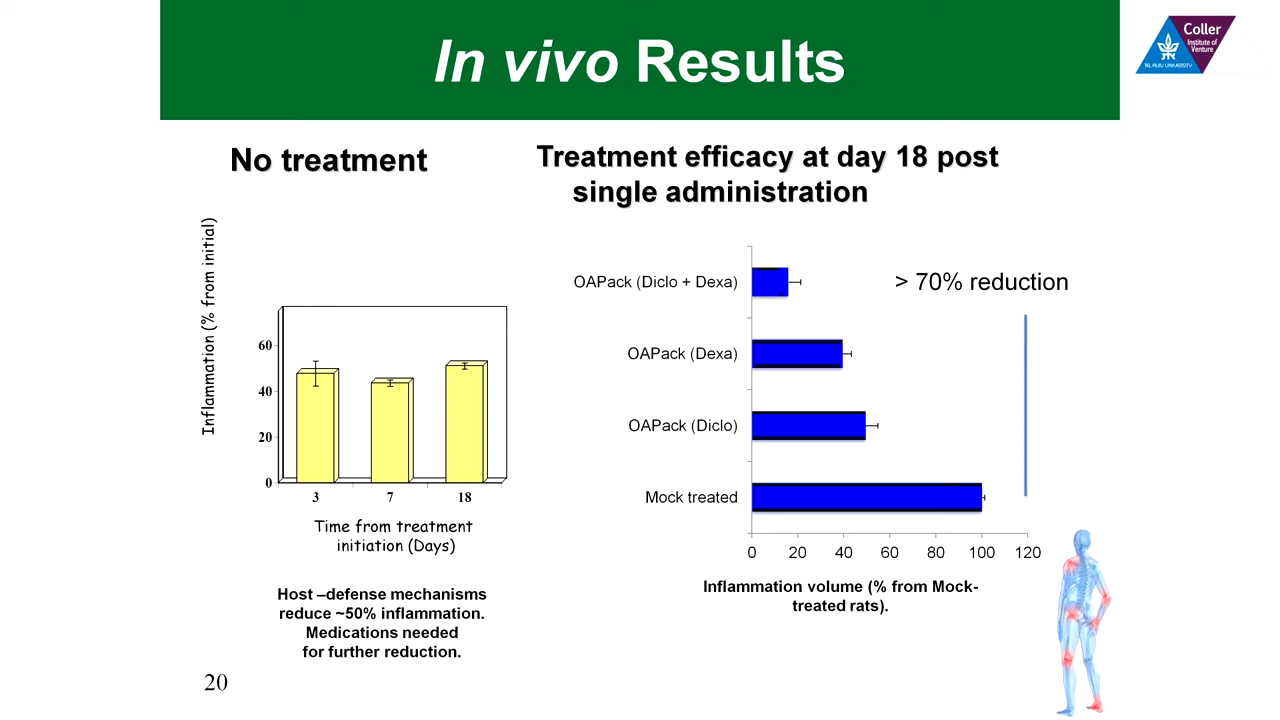 In vivo Results
Coller
Institute of
Venture
TEL AVIV UNIVERSITY
No treatment
Treatment efficacy at day 18 post
single administration
Inflammation (% from initial)
60
40
20
0
3 7 18
Time from treatment
initiation (Days)
Host –defense mechanisms
reduce ~50% inflammation.
Medications needed
for further reduction.
OAPack (Diclo + Dexa)
> 70% reduction
OAPack (Dexa)
OAPack (Diclo)
Mock treated
0 20 40 60 80 100 120
Inflammation volume (% from Mock-
treated rats).
20